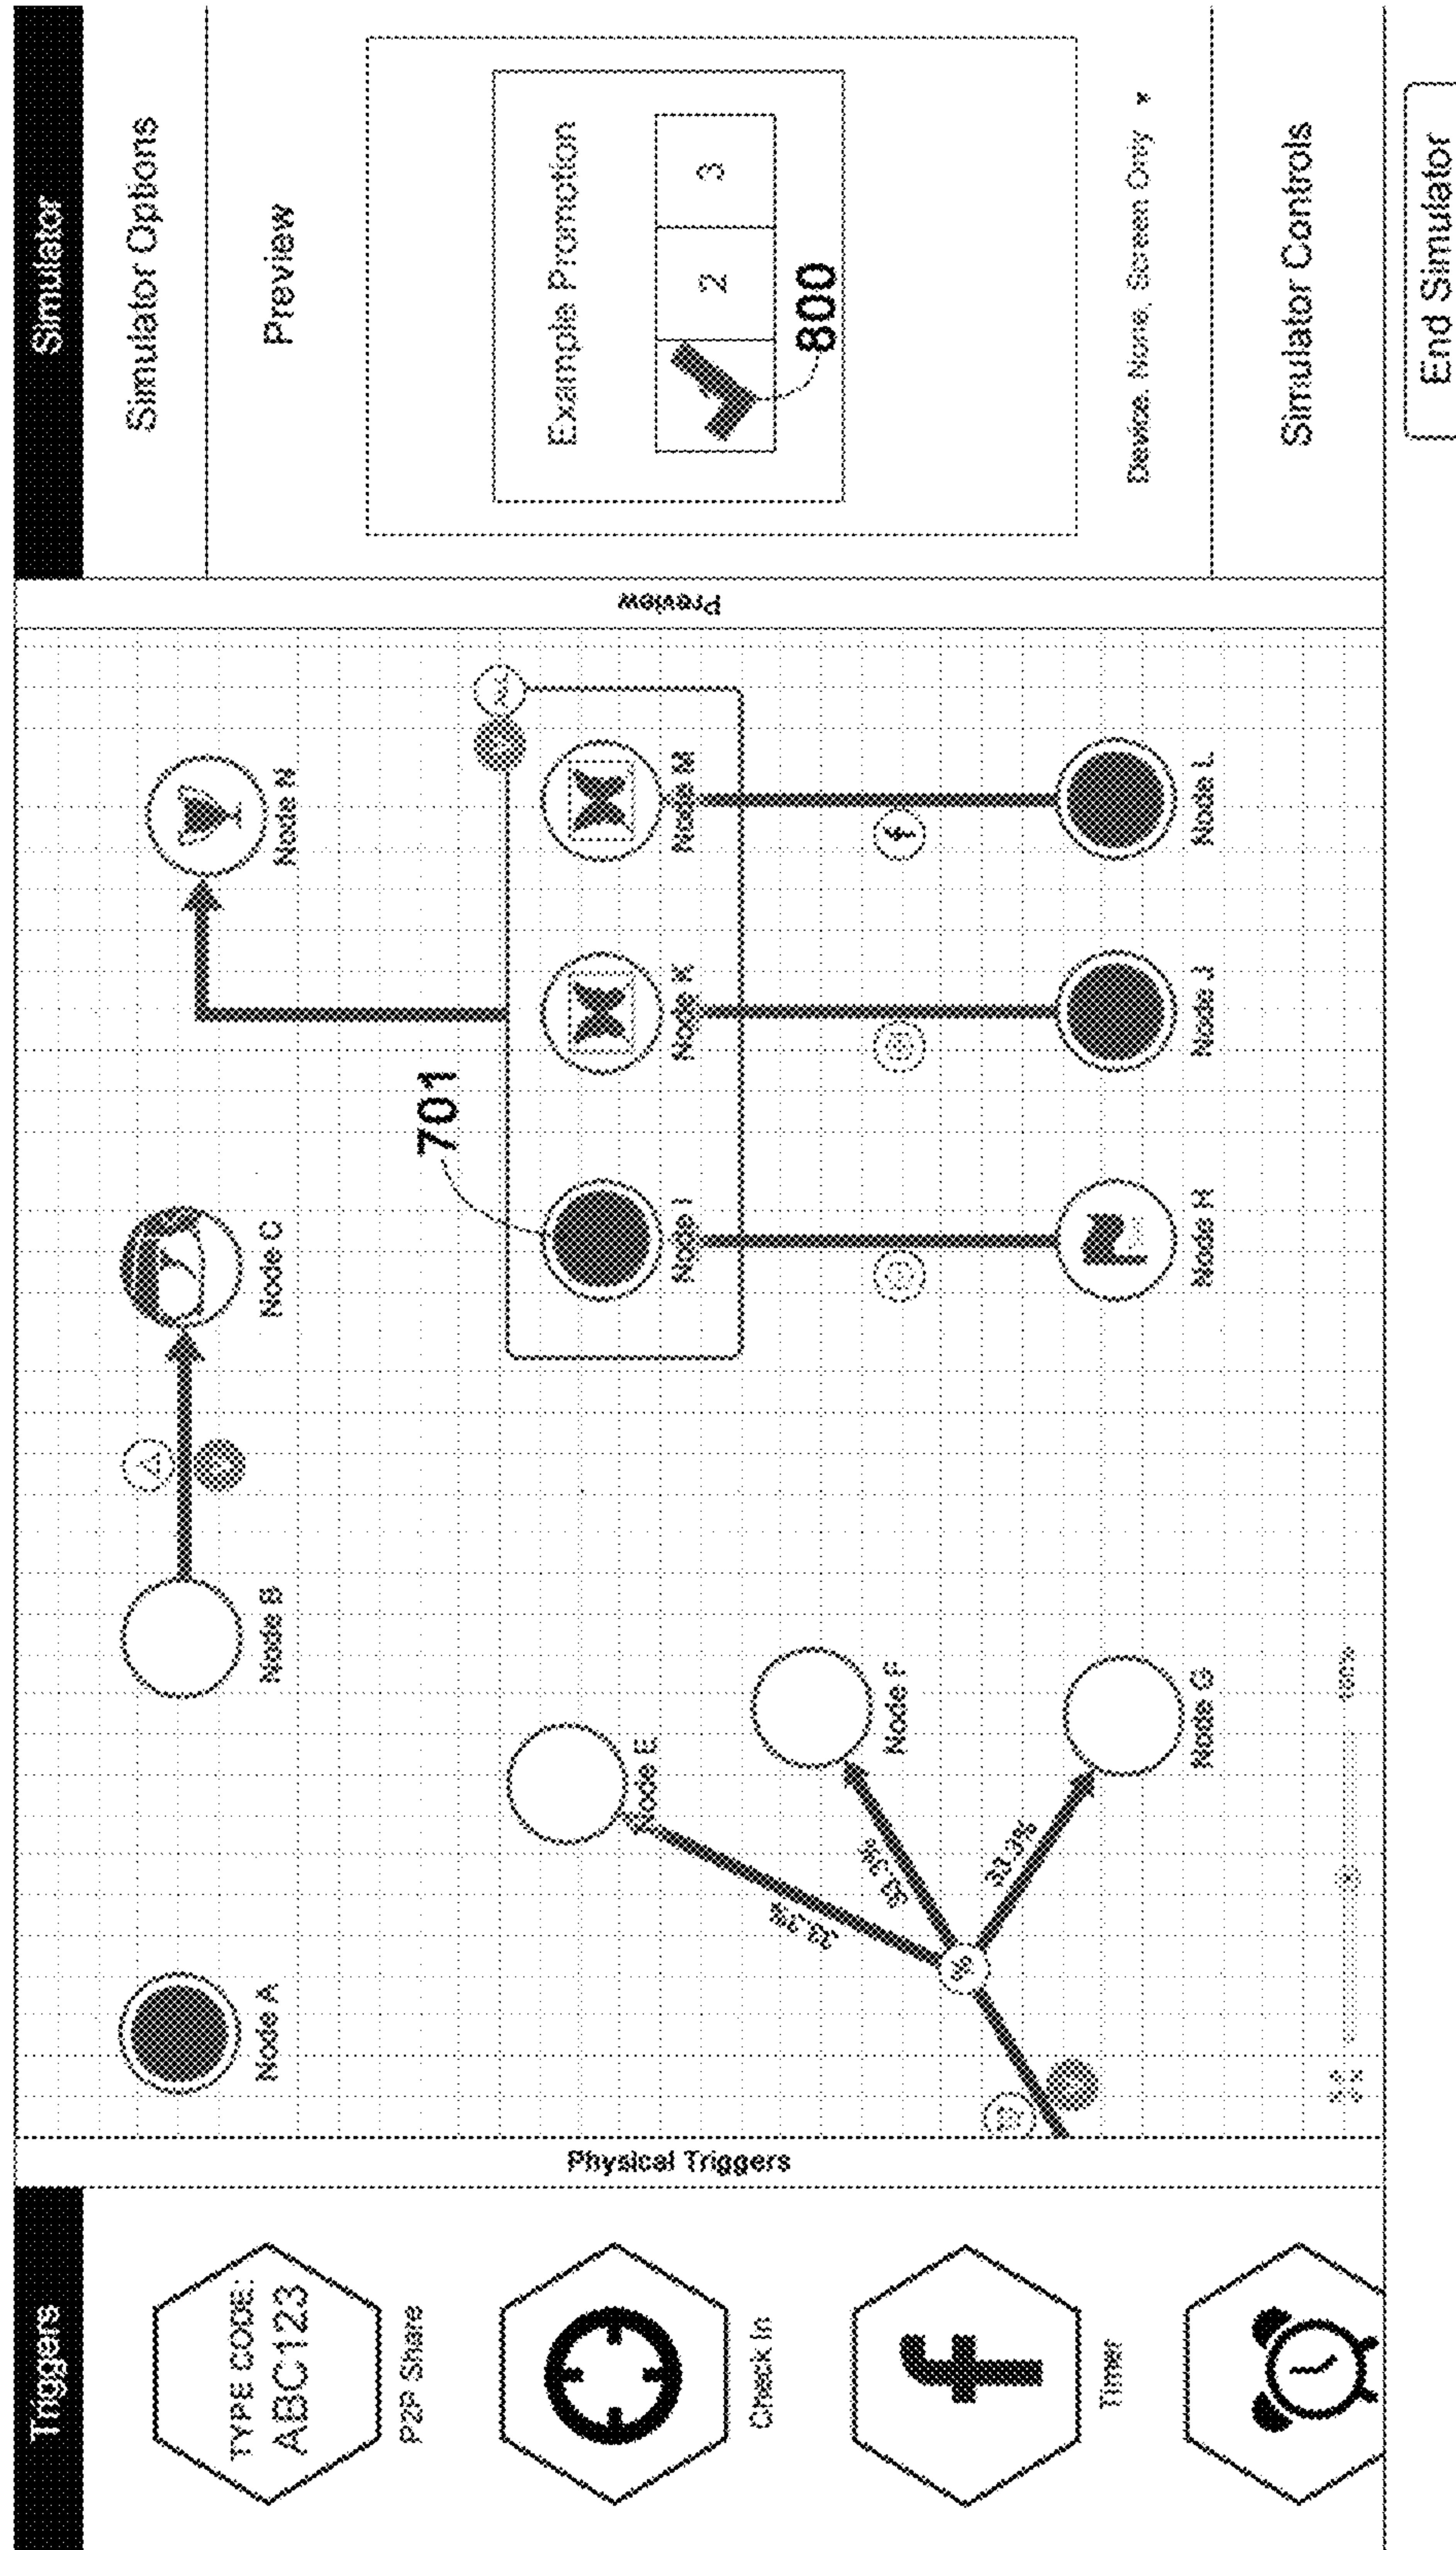 Triggers
TYPE CODE:
ABC123
P2P Share
Check In
Timer
Physical Triggers
Node A
Node B
Node C
Node N
701
Node E
Node F
Node G
33.3%
33.3%
33.3%
%
Node I
Node K
Node M
Node H
Node J
Node L
Preview
Simulator
Simulator Options
Preview
Example Promotion
2
3
800
Device: None, Screen Only
Simulator Controls
End Simulator